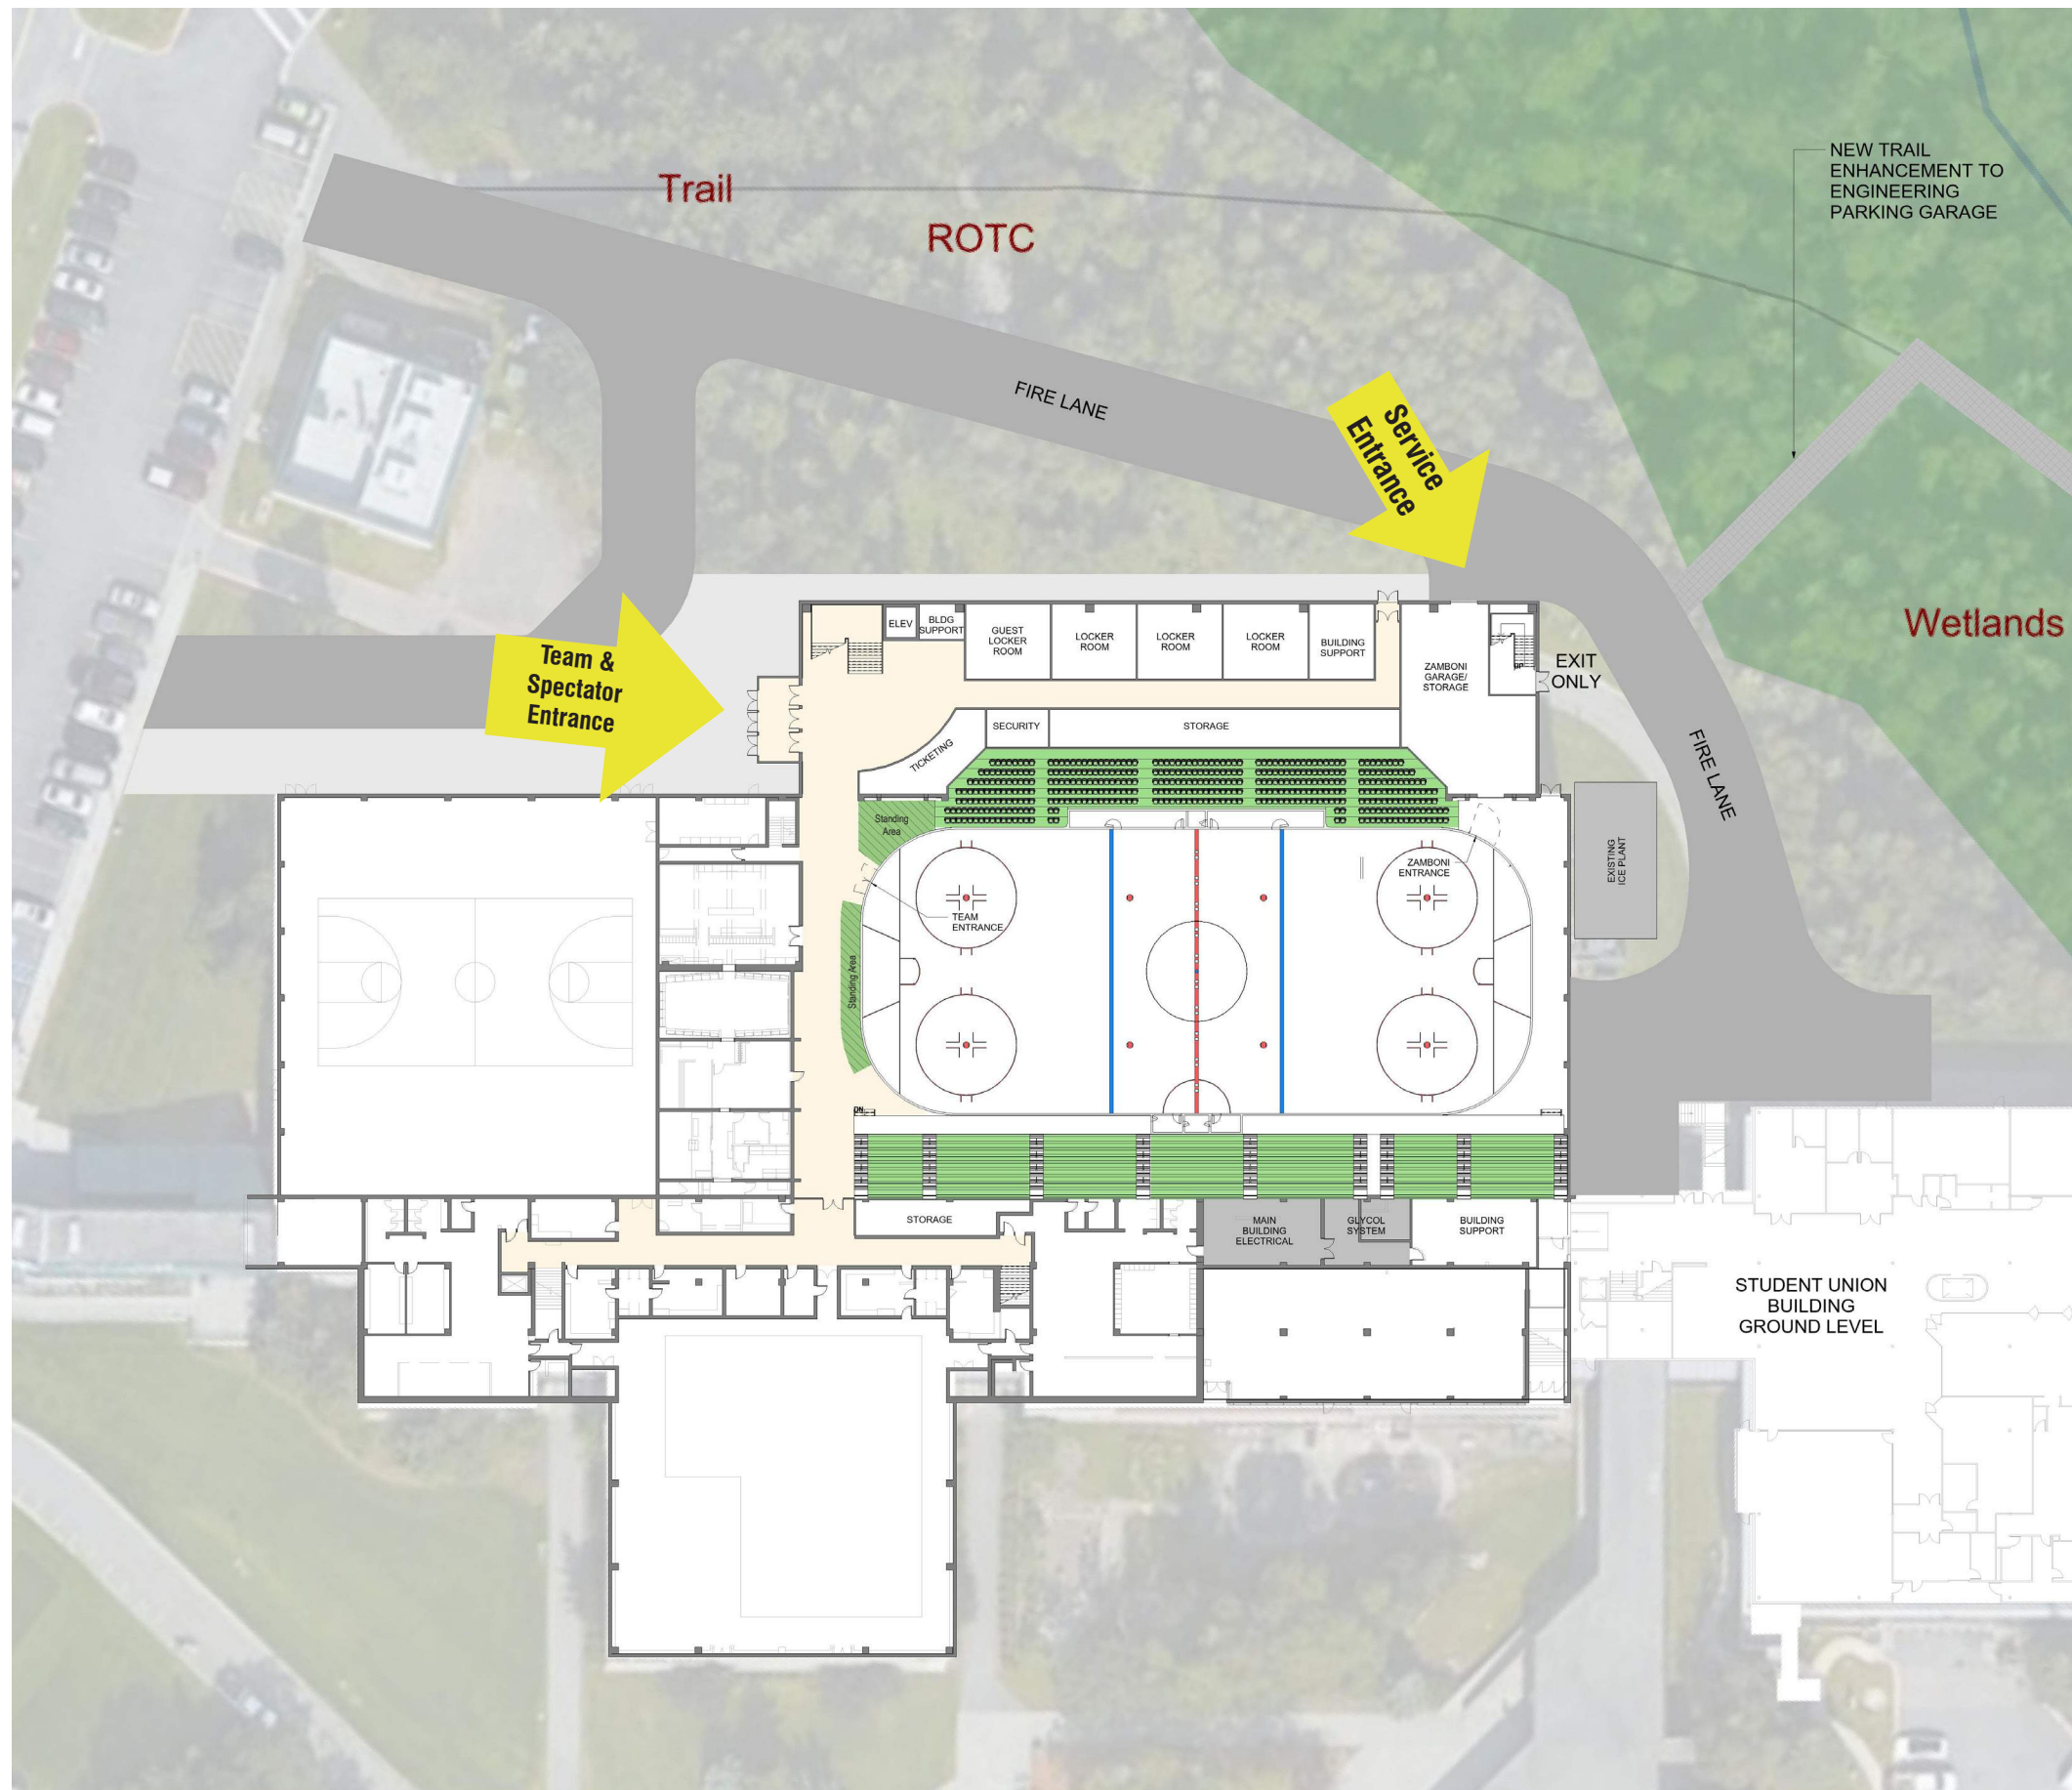 NEW TRAIL
ENHANCEMENT TO
ENGINEERING
PARKING GARAGE
Trail
ROTC
FIRE LANE
Service
Entrance
Wetlands
Team &
Spectator
Entrance
ELEV
BLDG
SUPPORT
GUEST
LOCKER
ROOM
LOCKER
ROOM
LOCKER
ROOM
LOCKER
ROOM
BUILDING
SUPPORT
ZAMBONI
GARAGE/
STORAGE
UP
EXIT
ONLY
TICKETING
SECURITY
STORAGE
FIRE LANE
Standing
Area
ZAMBONI
ENTRANCE
EXISTING
ICE PLANT
TEAM
ENTRANCE
Standing Area
DN
STORAGE
MAIN
BUILDING
ELECTRICAL
GLYCOL
SYSTEM
BUILDING
SUPPORT
STUDENT UNION
BUILDING
GROUND LEVEL